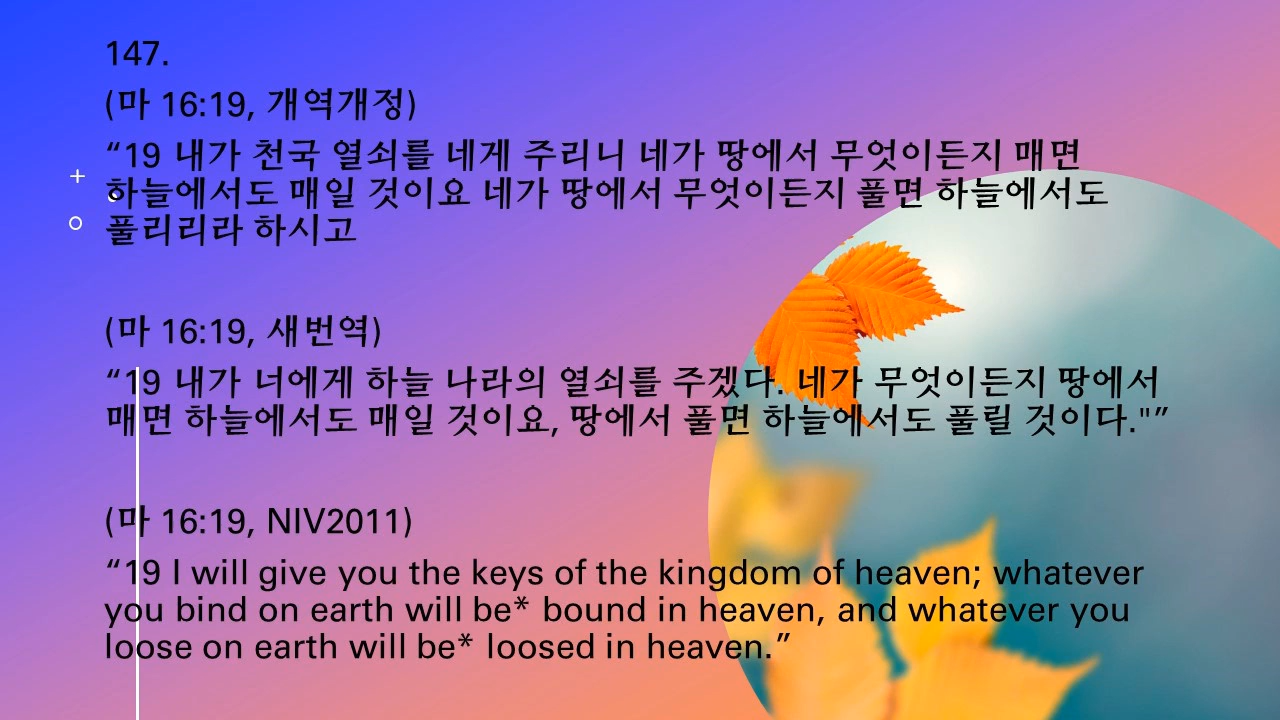 147.
(마 16:19, 개역개정)
“19 내가 천국 열쇠를 네게 주리니 네가 땅에서 무엇이든지 매면
하늘에서도 매일 것이요 네가 땅에서 무엇이든지 풀면 하늘에서도
풀리리라 하시고
(마 16:19, 새번역)
“19 내가 너에게 하늘 나라의 열쇠를 주겠다. 네가 무엇이든지 땅에서
매면 하늘에서도 매일 것이요, 땅에서 풀면 하늘에서도 풀릴 것이다."”
(마 16:19, NIV2011)
“19 I will give you the keys of the kingdom of heaven; whatever
you bind on earth will be* bound in heaven, and whatever you
loose on earth will be* loosed in heaven.”